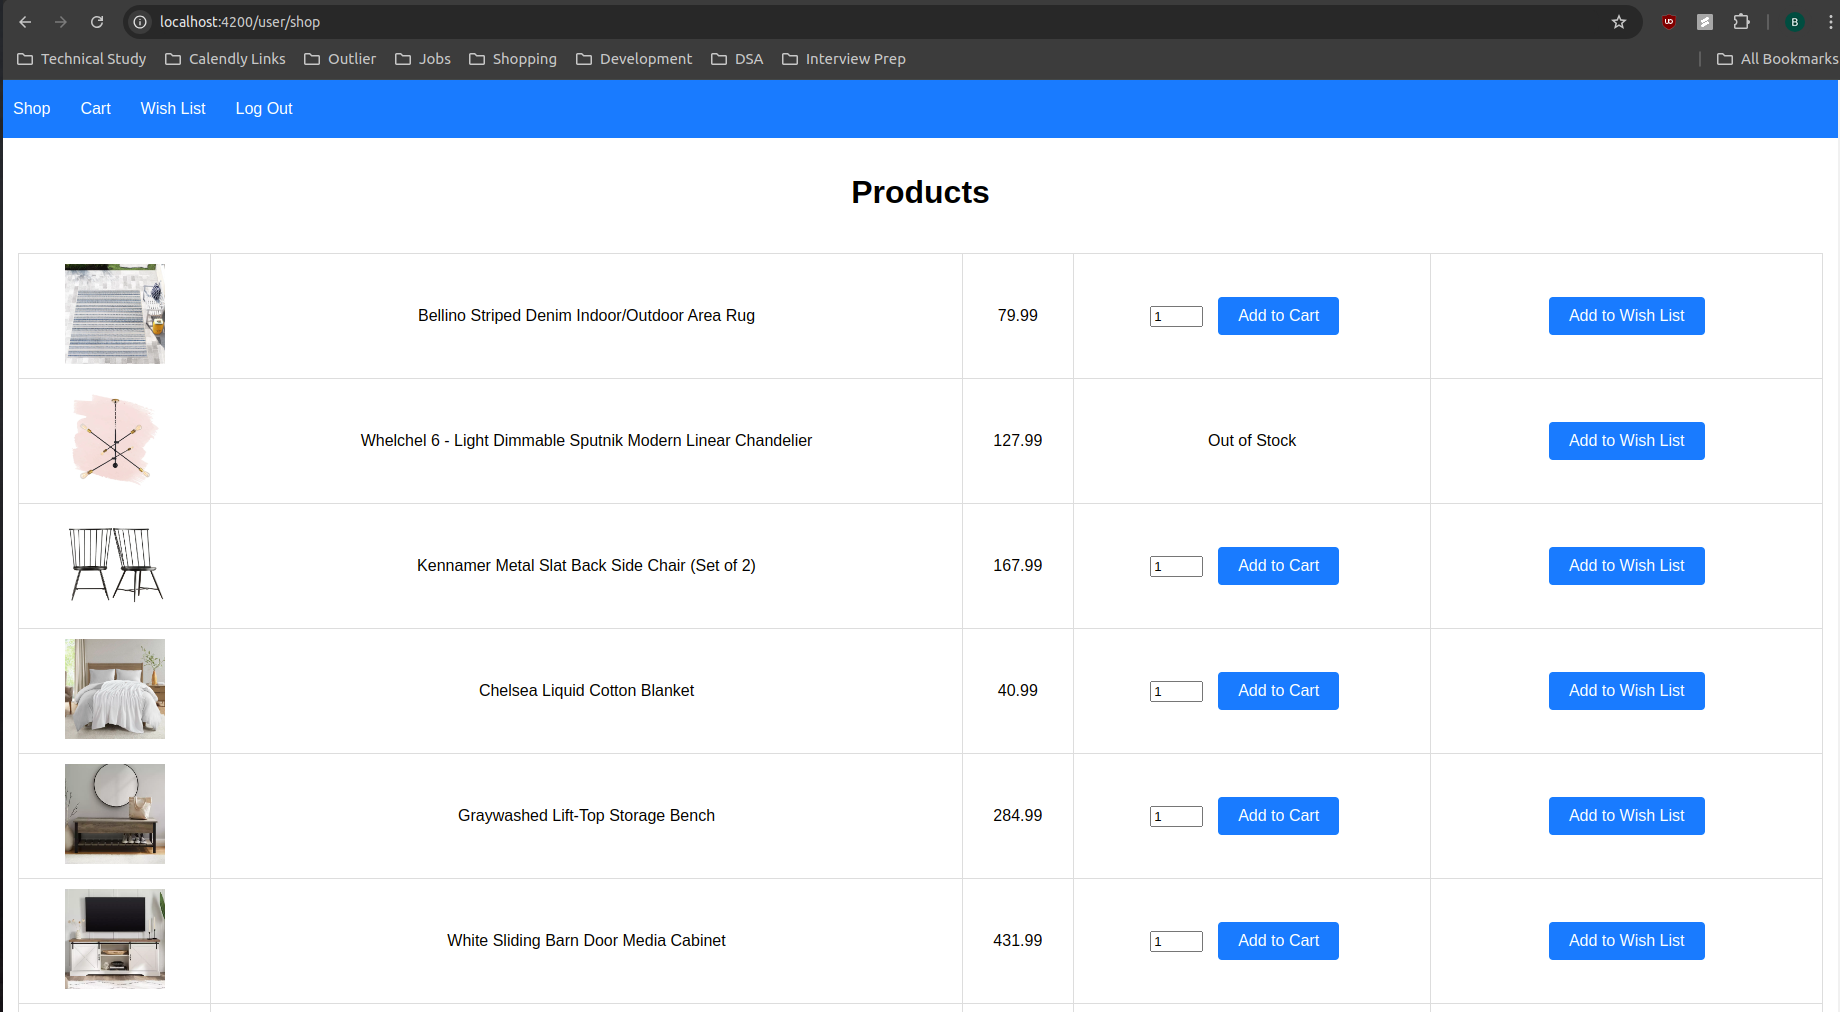 localhost:4200/user/shop
B
Technical Study Calendly Links Outlier Jobs Shopping Development DSA Interview Prep All Bookmarks
Shop Cart Wish List Log Out
Products
Bellino Striped Denim Indoor/Outdoor Area Rug 79.99 1 Add to Cart Add to Wish List
Whelchel 6 - Light Dimmable Sputnik Modern Linear Chandelier 127.99 Out of Stock Add to Wish List
Kennamer Metal Slat Back Side Chair (Set of 2) 167.99 1 Add to Cart Add to Wish List
Chelsea Liquid Cotton Blanket 40.99 1 Add to Cart Add to Wish List
Graywashed Lift-Top Storage Bench 284.99 1 Add to Cart Add to Wish List
White Sliding Barn Door Media Cabinet 431.99 1 Add to Cart Add to Wish List